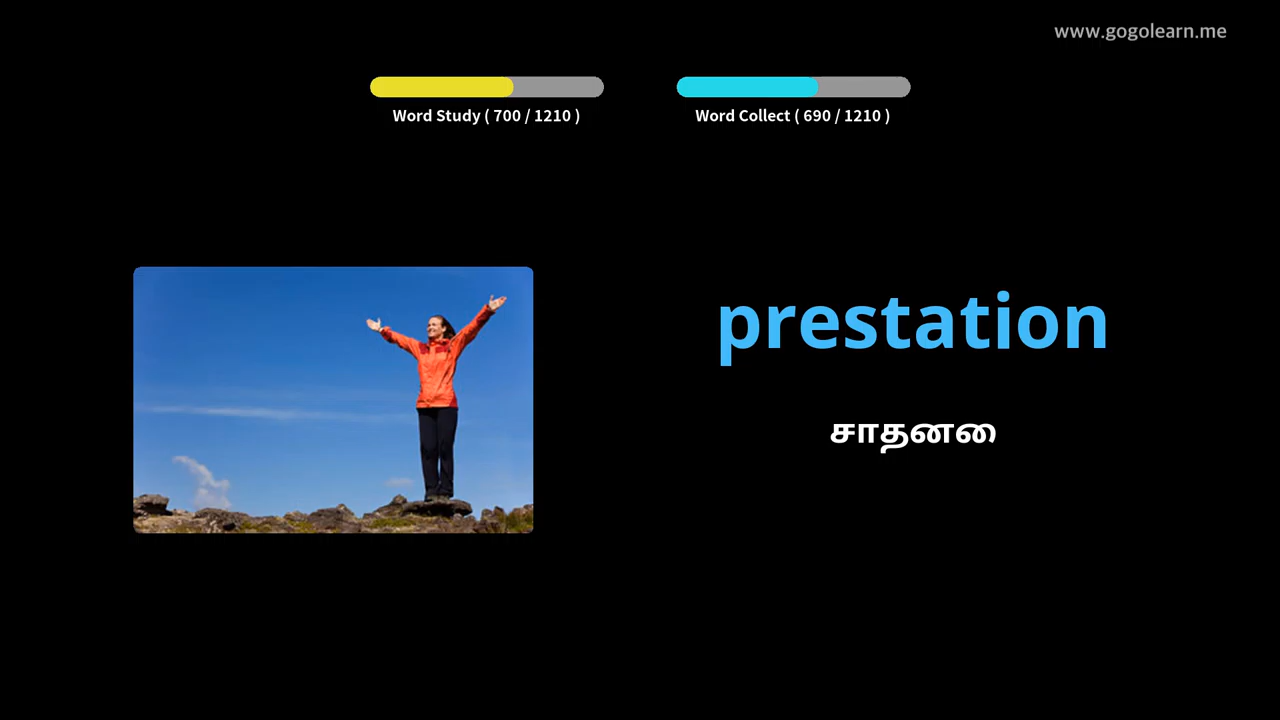 www.gogolearn.me
Word Study ( 700 / 1210 )
Word Collect ( 690 / 1210 )
prestation
சாதனை